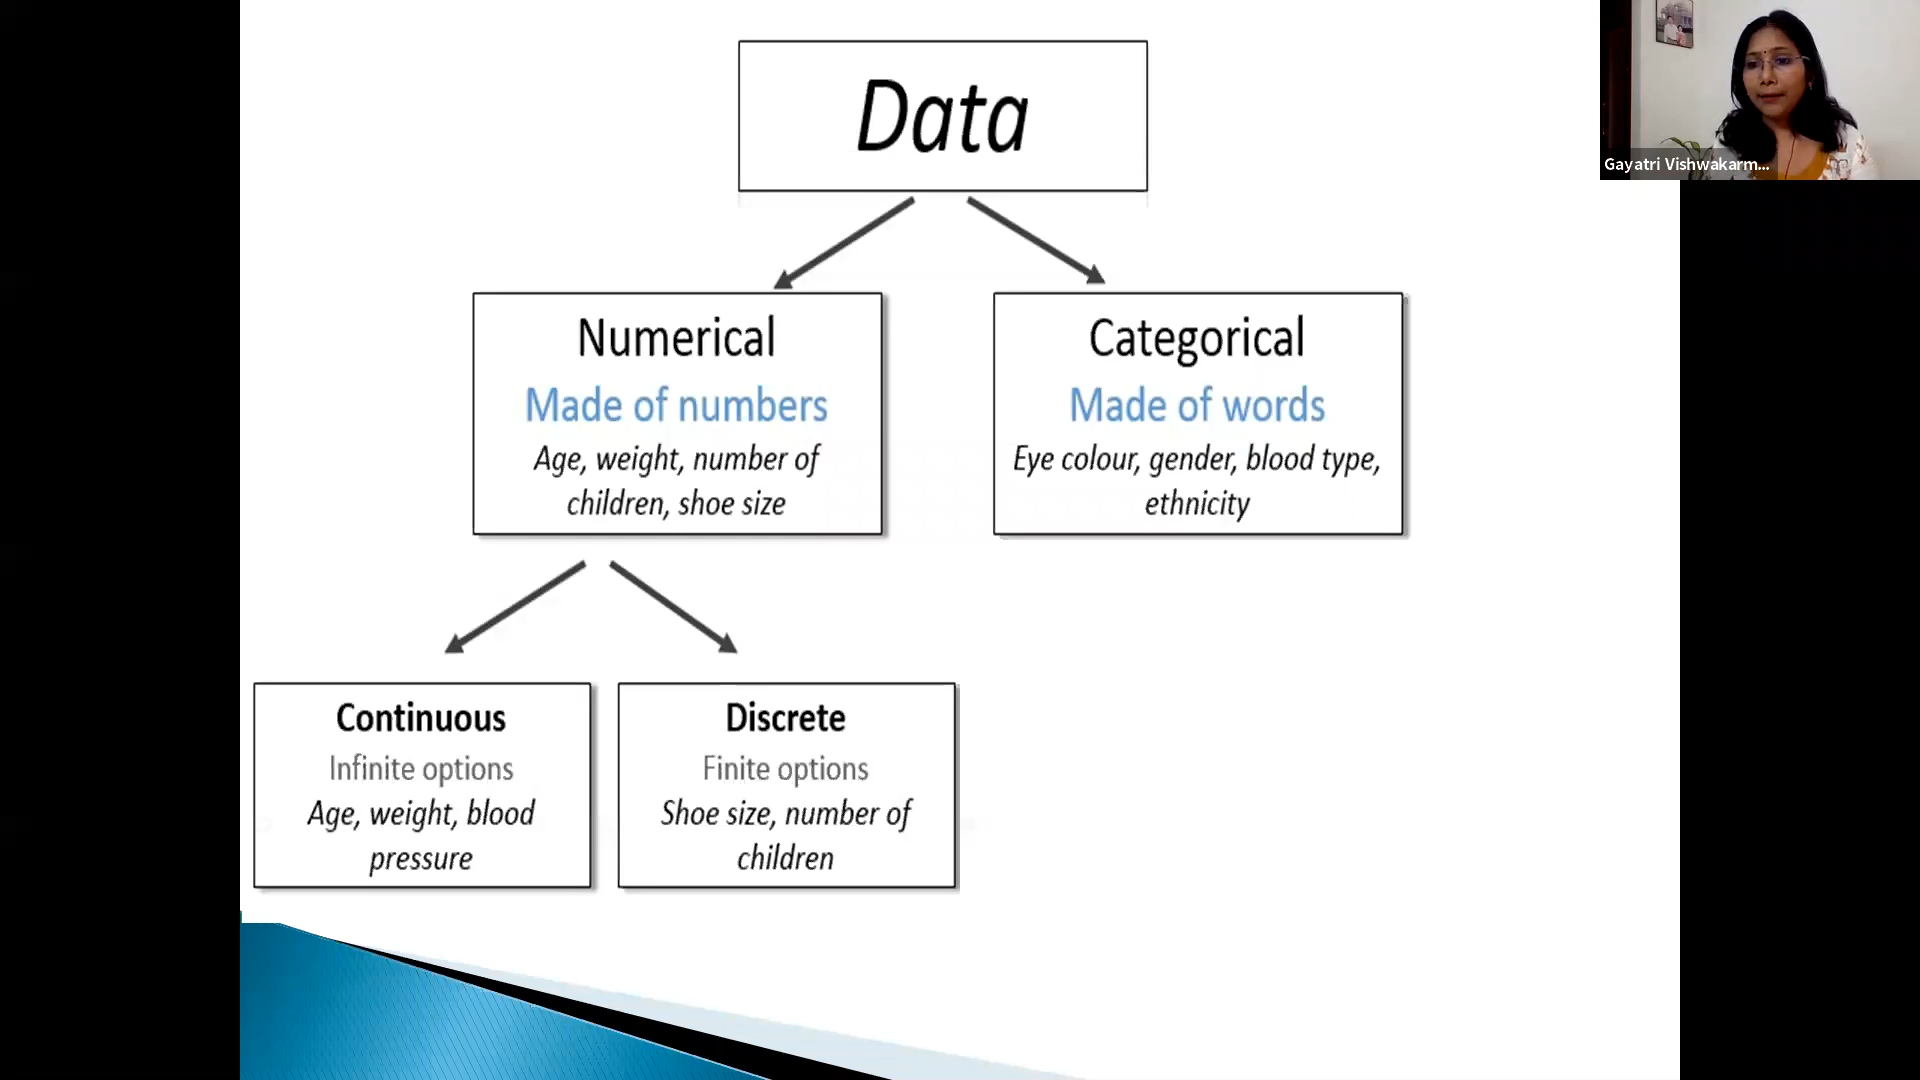 Data
Gayatri Vishwakarm...
Numerical
Made of numbers
Age, weight, number of
children, shoe size
Categorical
Made of words
Eye colour, gender, blood type,
ethnicity
Continuous
Infinite options
Age, weight, blood
pressure
Discrete
Finite options
Shoe size, number of
children